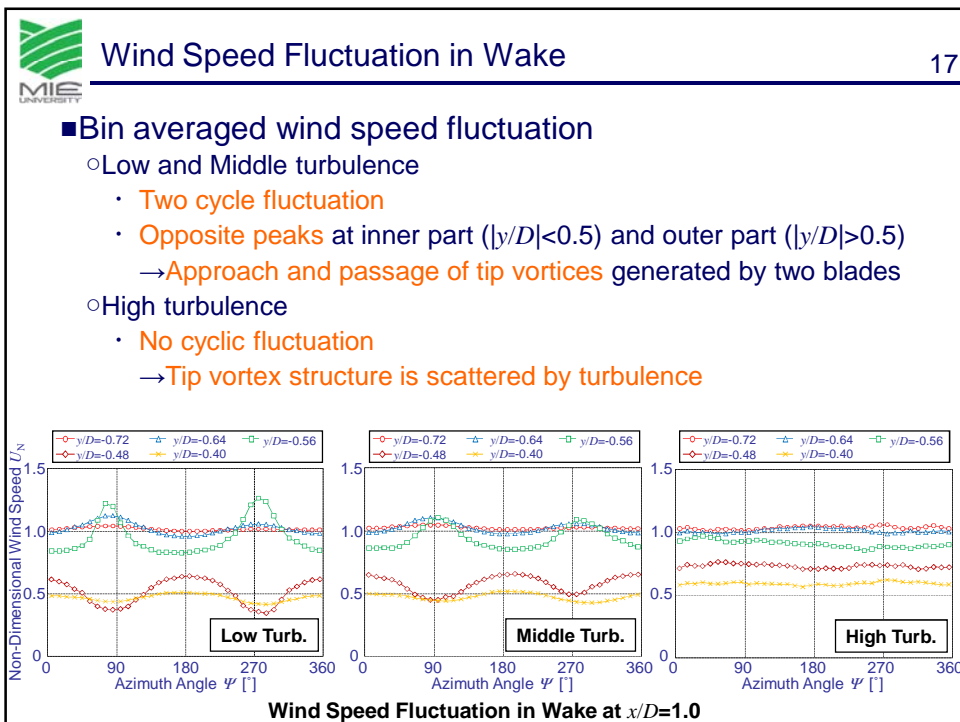 MIE
UNIVERSITY
Wind Speed Fluctuation in Wake
17
■Bin averaged wind speed fluctuation
○Low and Middle turbulence
・ Two cycle fluctuation
・ Opposite peaks at inner part (|y/D|<0.5) and outer part (|y/D|>0.5)
→Approach and passage of tip vortices generated by two blades
○High turbulence
・ No cyclic fluctuation
→Tip vortex structure is scattered by turbulence
Non-Dimensional Wind Speed U_N
y/D=-0.72 y/D=-0.64 y/D=-0.56
y/D=-0.48 y/D=-0.40
1.5
1.0
0.5
0
Low Turb.
0 90 180 270 360
Azimuth Angle Ψ [°]
y/D=-0.72 y/D=-0.64 y/D=-0.56
y/D=-0.48 y/D=-0.40
1.5
1.0
0.5
0
Middle Turb.
0 90 180 270 360
Azimuth Angle Ψ [°]
y/D=-0.72 y/D=-0.64 y/D=-0.56
y/D=-0.48 y/D=-0.40
1.5
1.0
0.5
0
High Turb.
0 90 180 270 360
Azimuth Angle Ψ [°]
Wind Speed Fluctuation in Wake at x/D=1.0